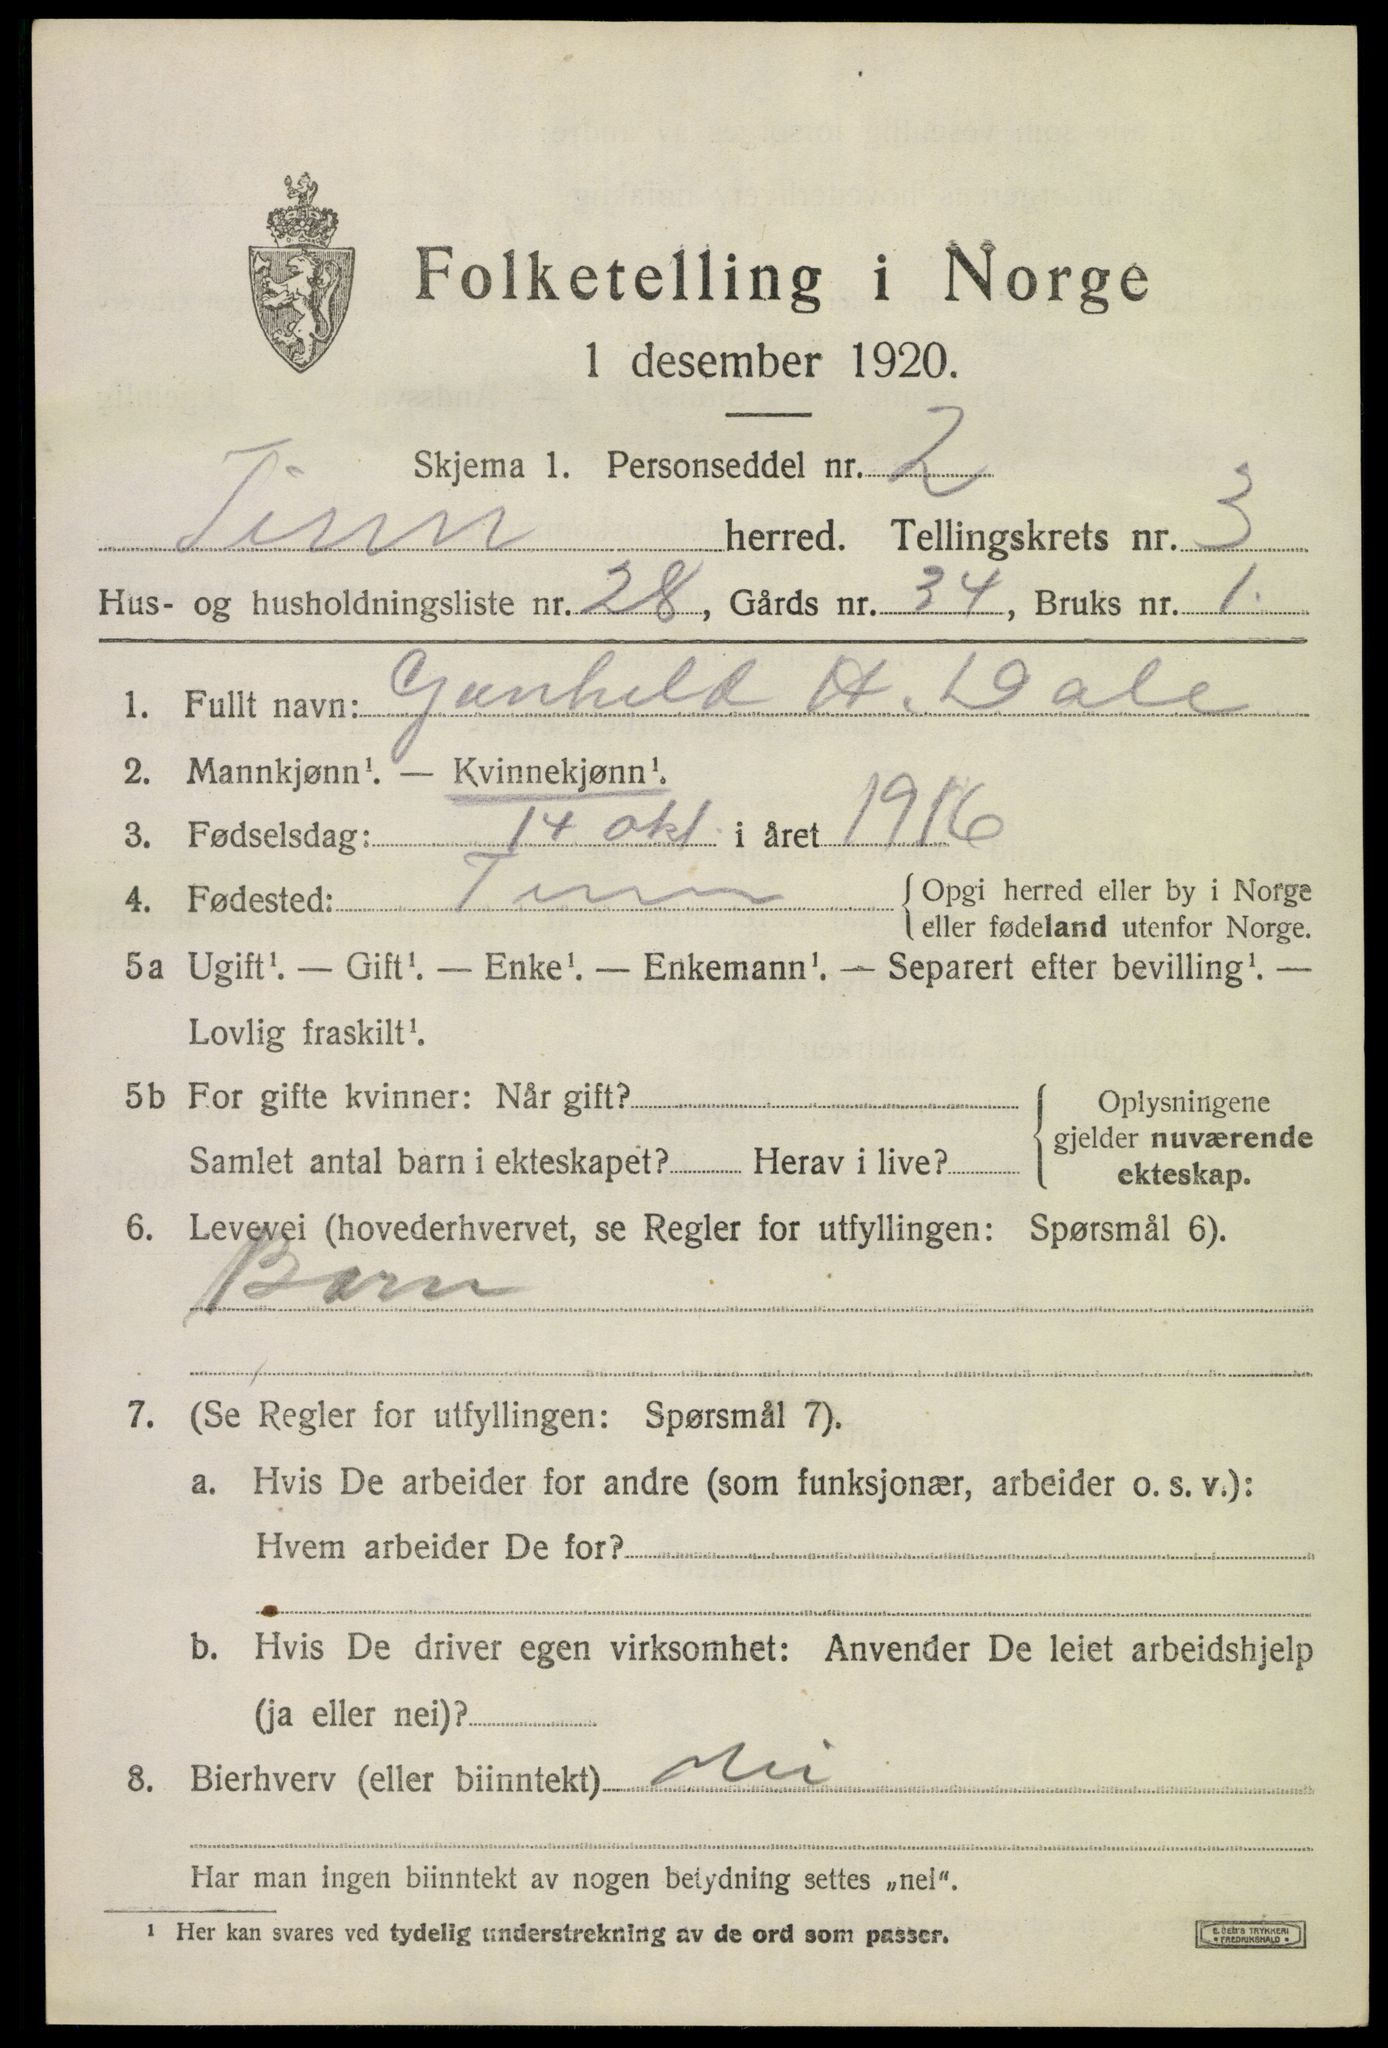 Folketelling i Norge
1 desember 1920.
Skjema 1. Personseddel nr. 2
Tinn herred. Tellingskrets nr. 3
Hus- og husholdningsliste nr. 28, Gårds nr. 34, Bruks nr. 1.
1. Fullt navn: Gunhild H. Dale
2. Mannkjønn¹. — Kvinnekjønn¹.
3. Fødselsdag: 14 okt. i året 1916
4. Fødested: Tinn { Opgi herred eller by i Norge
eller fødeland utenfor Norge.
5a Ugift¹. — Gift¹. — Enke¹. — Enkemann¹. — Separert efter bevilling¹. —
Lovlig fraskilt¹.
5b For gifte kvinner: Når gift? { Oplysningene
gjelder nuværende
Samlet antal barn i ekteskapet? Herav i live? ekteskap.
6. Levevei (hovederhvervet, se Regler for utfyllingen: Spørsmål 6).
Barn
7. (Se Regler for utfyllingen: Spørsmål 7).
a. Hvis De arbeider for andre (som funksjonær, arbeider o. s. v.):
Hvem arbeider De for?
b. Hvis De driver egen virksomhet: Anvender De leiet arbeidshjelp
(ja eller nei)?
8. Bierhverv (eller biinntekt) nei
Har man ingen biinntekt av nogen betydning settes „nei“.
¹ Her kan svares ved tydelig understrekning av de ord som passer.
E. SEM'S TRYKKERI
• FREDRIKSHALD •